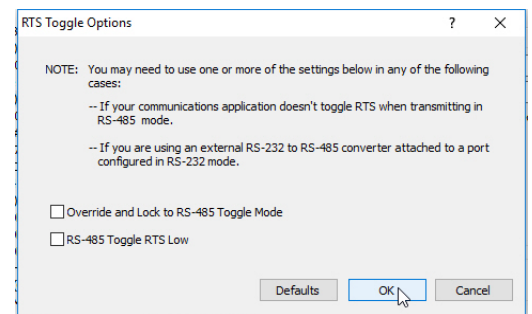 RTS Toggle Options
?
NOTE: You may need to use one or more of the settings below in any of the following
cases:
-- If your communications application doesn't toggle RTS when transmitting in
RS-485 mode.
-- If you are using an external RS-232 to RS-485 converter attached to a port
configured in RS-232 mode.
Override and Lock to RS-485 Toggle Mode
RS-485 Toggle RTS Low
Defaults OK Cancel